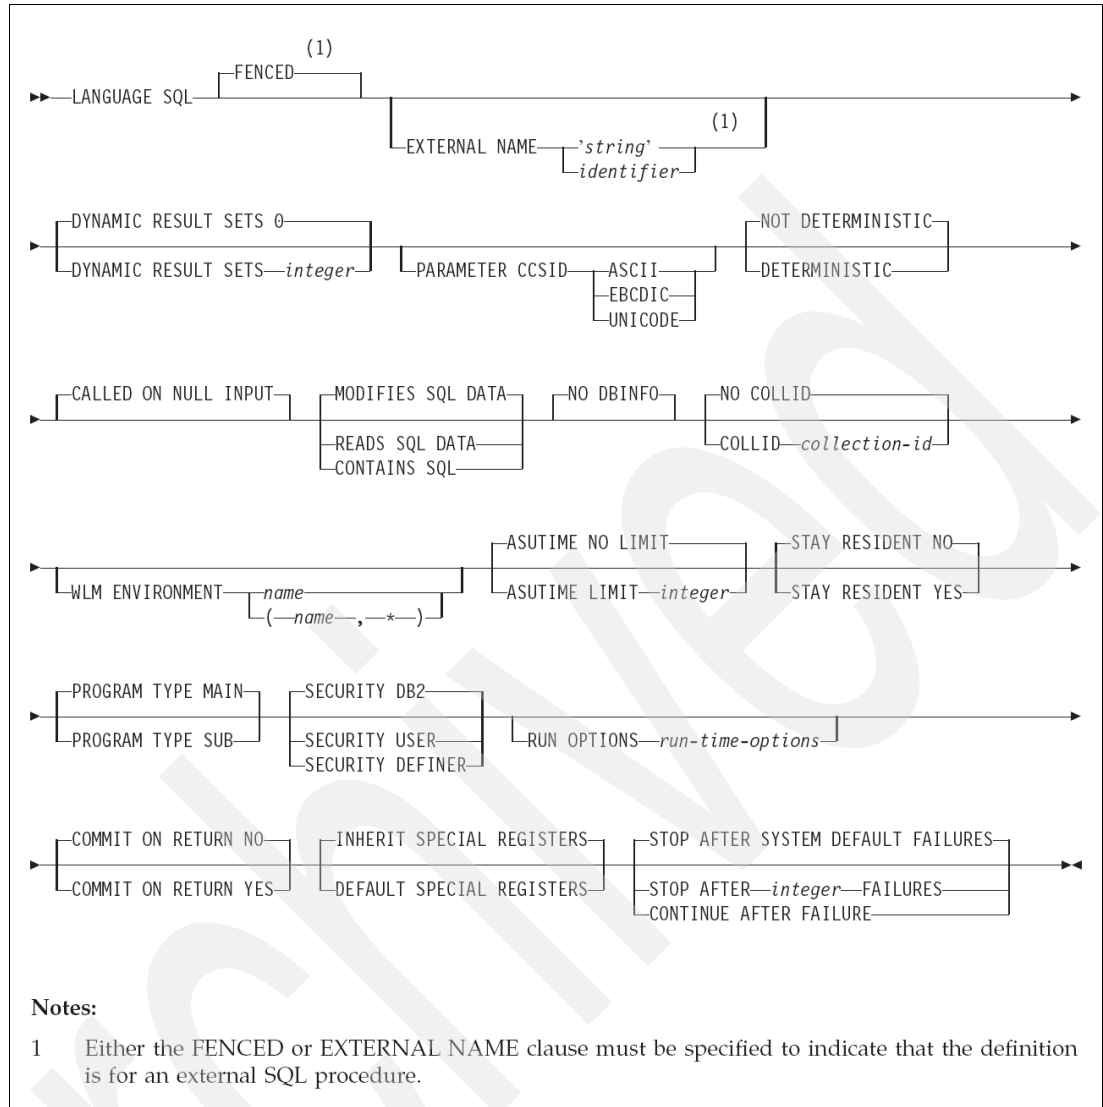 (1)
FENCED
LANGUAGE SQL
(1)
EXTERNAL NAME 'string'
identifier
DYNAMIC RESULT SETS 0 NOT DETERMINISTIC
DYNAMIC RESULT SETS integer PARAMETER CCSID ASCII DETERMINISTIC
EBCDIC
UNICODE
CALLED ON NULL INPUT MODIFIES SQL DATA NO DBINFO NO COLLID
READS SQL DATA COLLID collection-id
CONTAINS SQL
ASUTIME NO LIMIT STAY RESIDENT NO
WLM ENVIRONMENT name ASUTIME LIMIT integer STAY RESIDENT YES
( name , * )
PROGRAM TYPE MAIN SECURITY DB2
PROGRAM TYPE SUB SECURITY USER RUN OPTIONS run-time-options
SECURITY DEFINER
COMMIT ON RETURN NO INHERIT SPECIAL REGISTERS STOP AFTER SYSTEM DEFAULT FAILURES
COMMIT ON RETURN YES DEFAULT SPECIAL REGISTERS STOP AFTER integer FAILURES
CONTINUE AFTER FAILURE
Notes:
1 Either the FENCED or EXTERNAL NAME clause must be specified to indicate that the definition
is for an external SQL procedure.